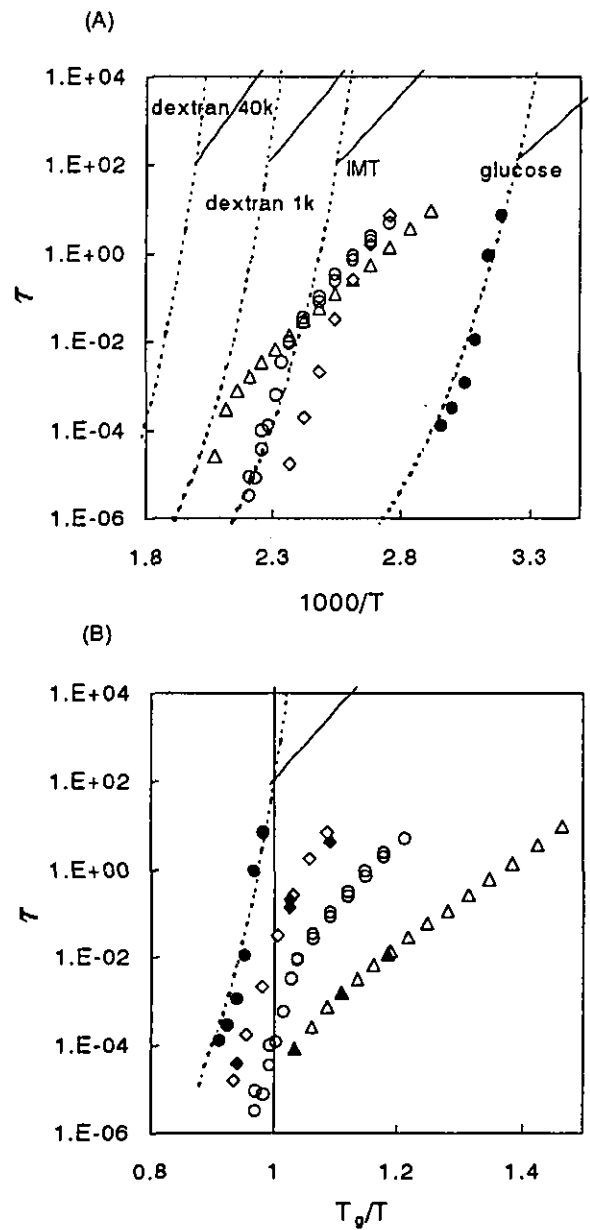 (A)
1.E+04
1.E+02
1.E+00
1.E-02
1.E-04
1.E-06
τ
dextran 40k
dextran 1k
IMT
glucose
1.8
2.3
2.8
3.3
1000/T
(B)
1.E+04
1.E+02
1.E+00
1.E-02
1.E-04
1.E-06
τ
0.8
1
1.2
1.4
Tg/T